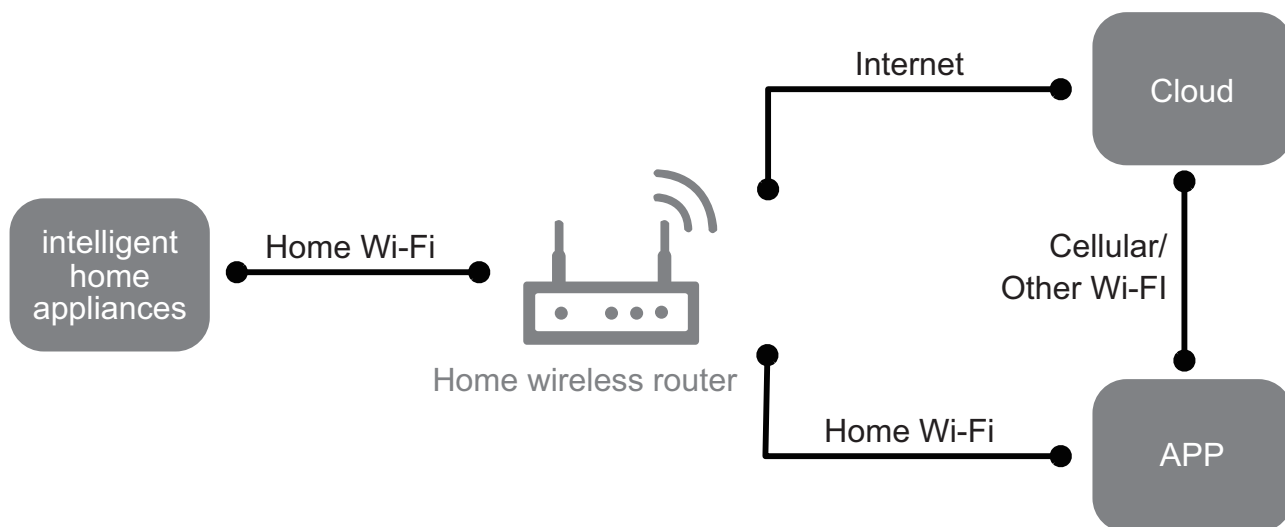 Internet
Cloud
intelligent
home
appliances
Home Wi-Fi
Cellular/
Other Wi-FI
Home wireless router
Home Wi-Fi
APP